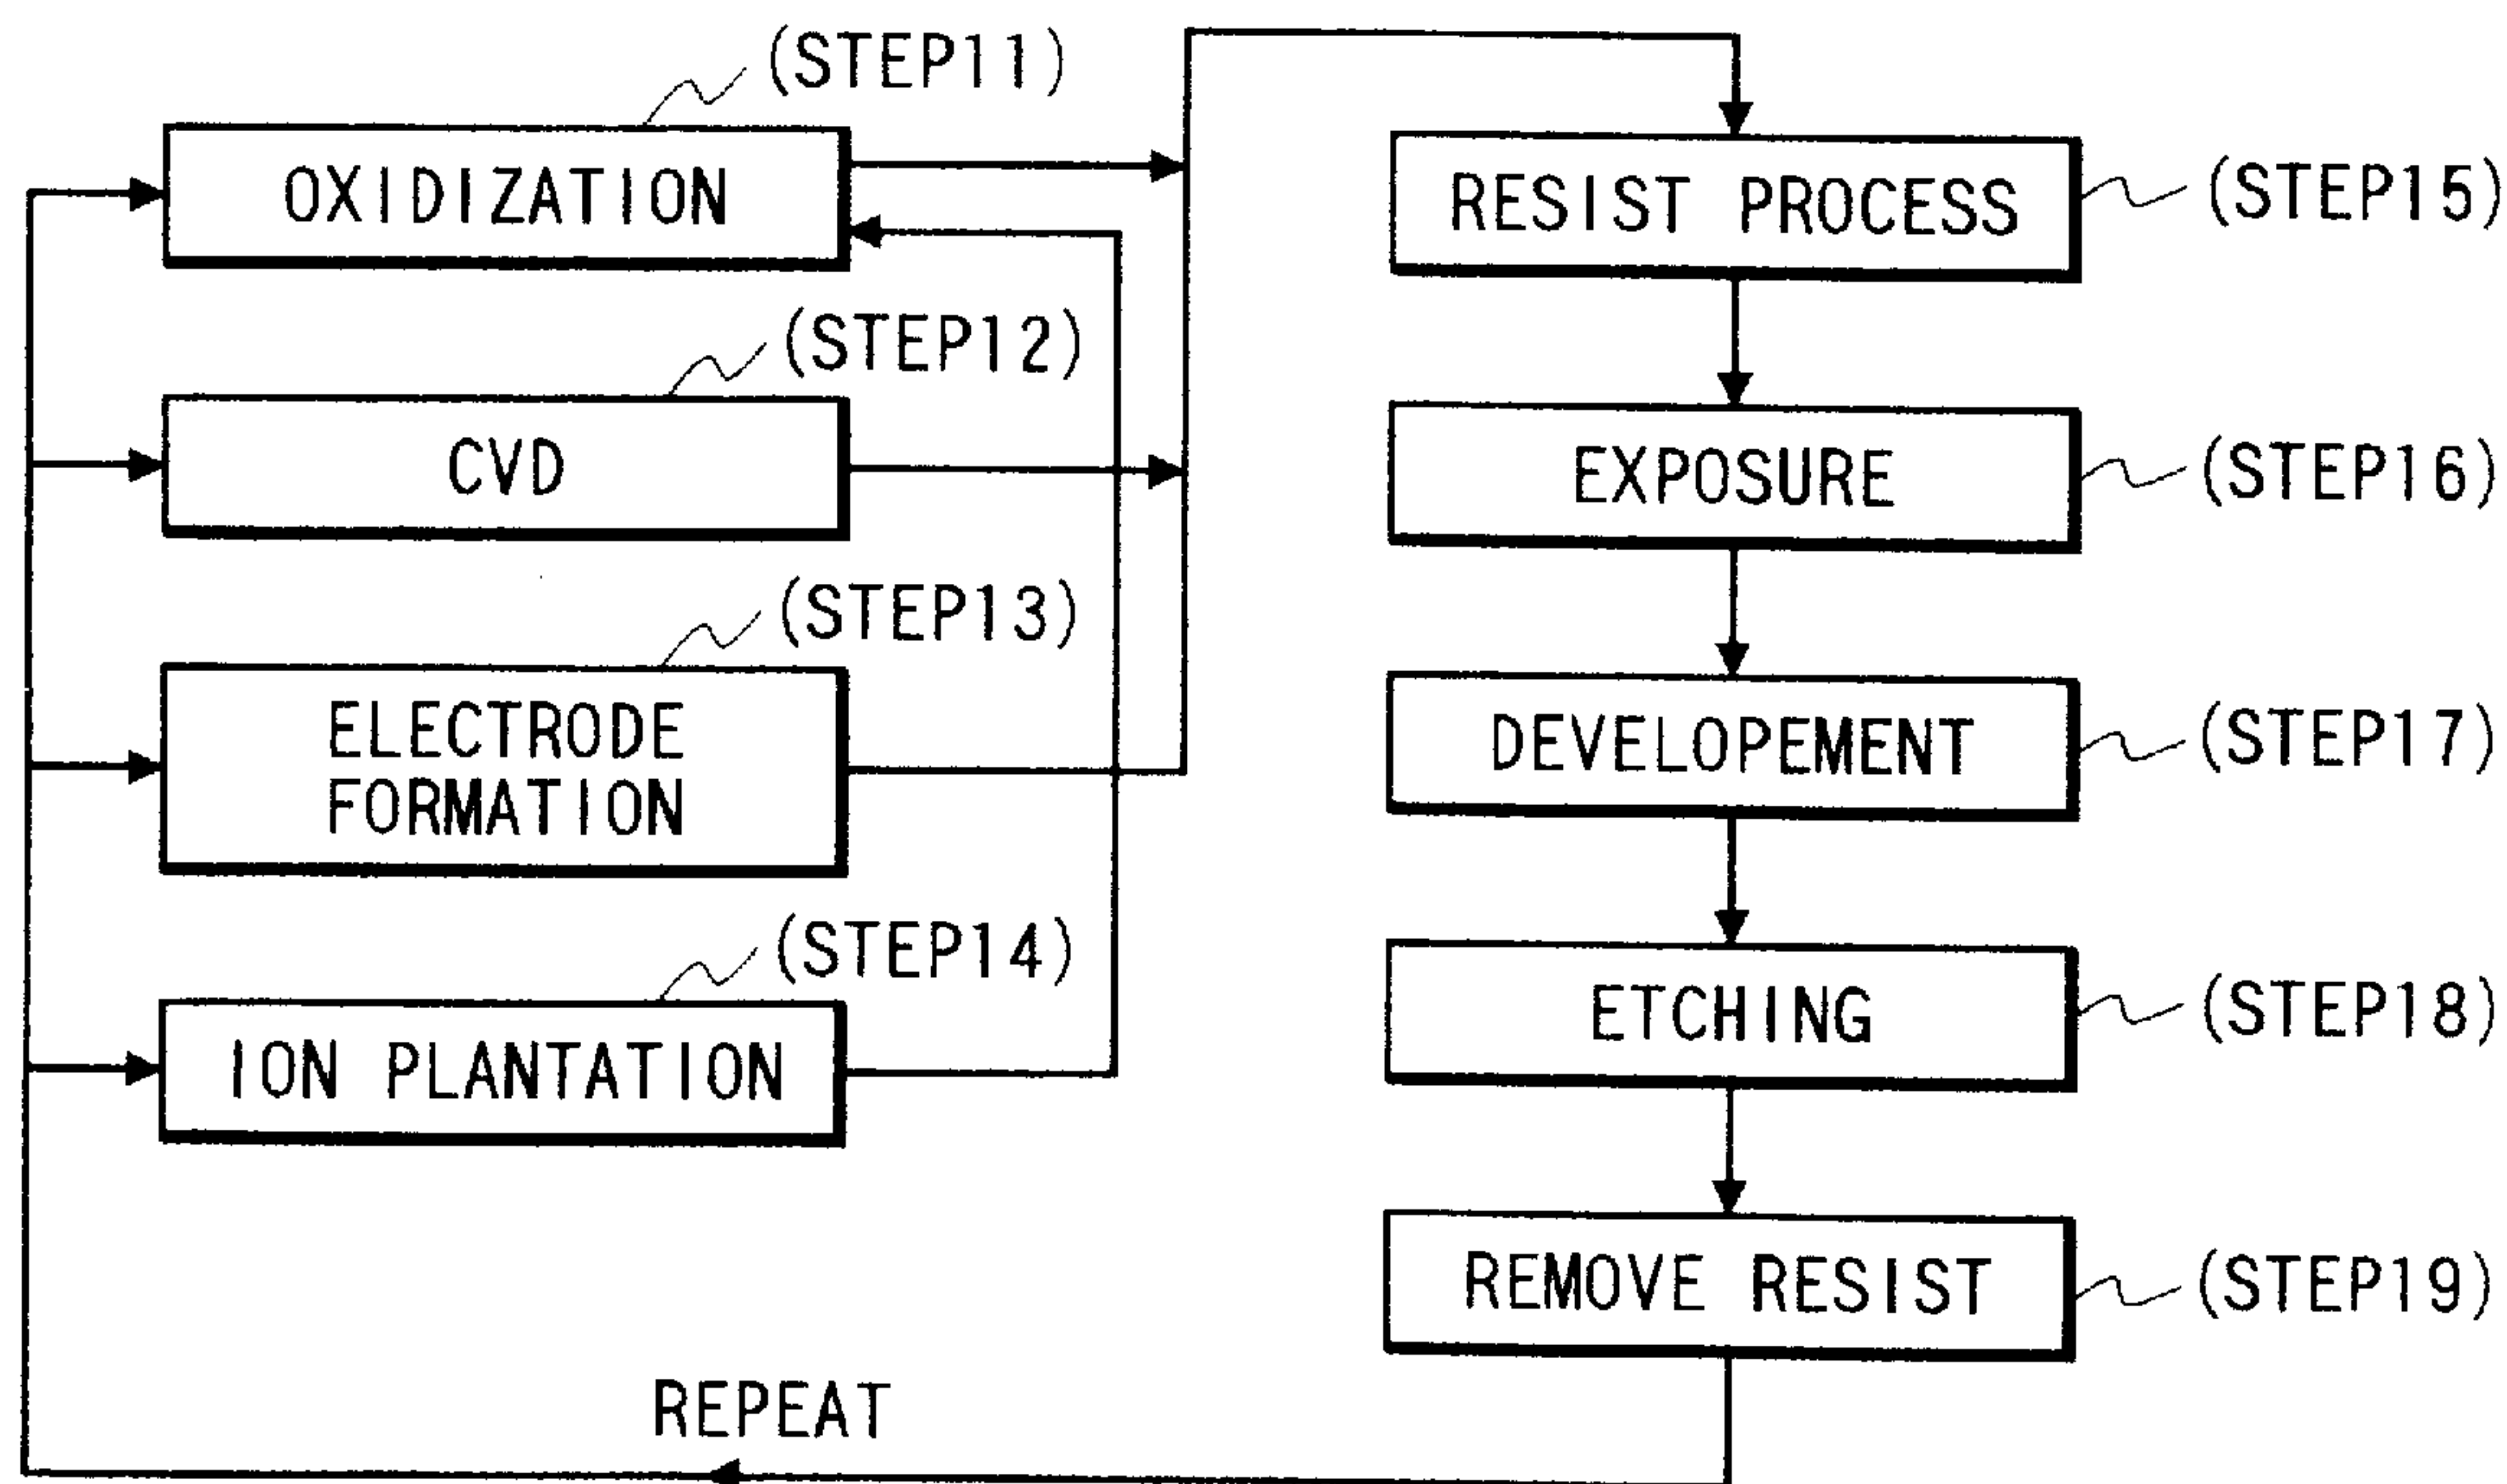 (STEP11)
OXIDIZATION
(STEP12)
CVD
(STEP13)
ELECTRODE
FORMATION
(STEP14)
ION PLANTATION
REPEAT
RESIST PROCESS
(STEP15)
EXPOSURE
(STEP16)
DEVELOPEMENT
(STEP17)
ETCHING
(STEP18)
REMOVE RESIST
(STEP19)